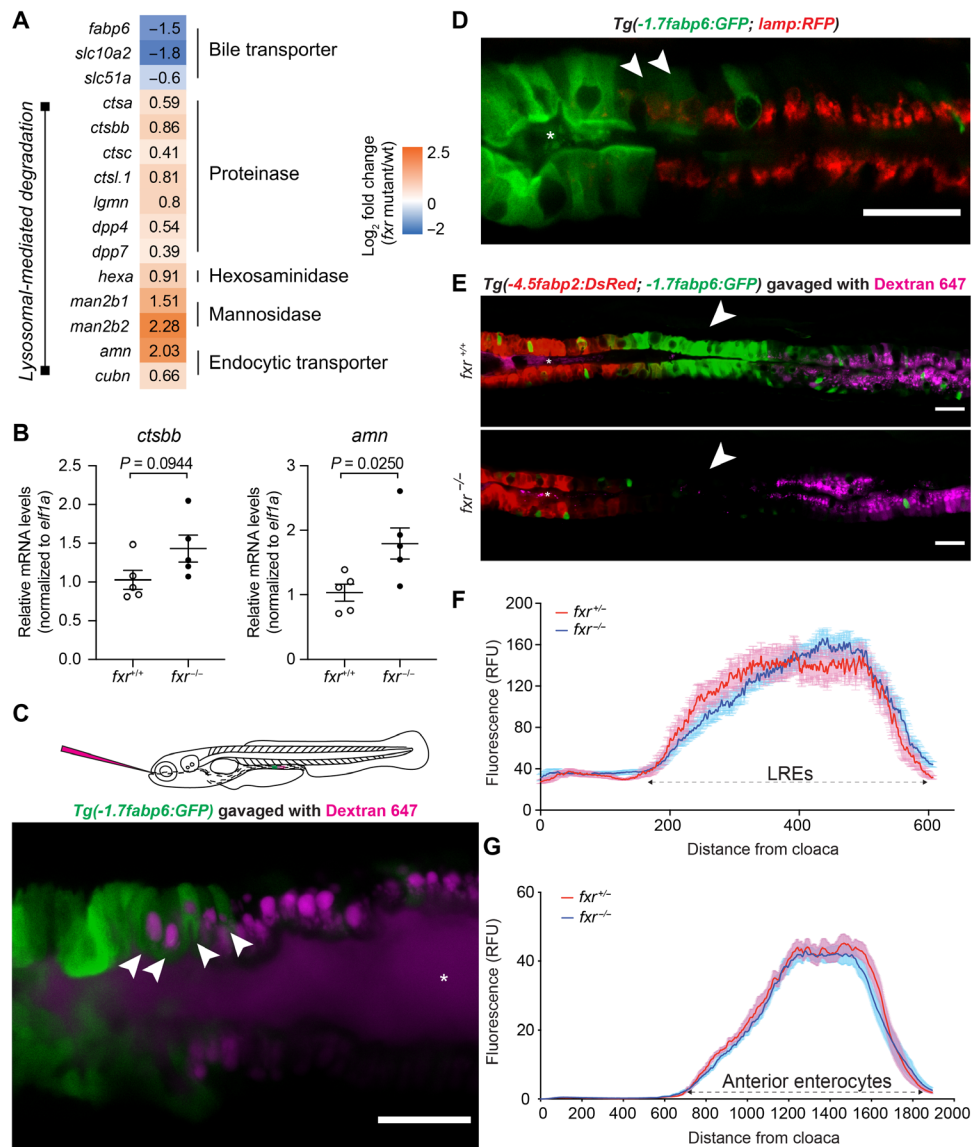 A
fabp6 −1.5
slc10a2 −1.8 Bile transporter
slc51a −0.6
ctsa 0.59
ctsbb 0.86
ctsc 0.41
ctsl.1 0.81 Proteinase
lgmn 0.8
dpp4 0.54
dpp7 0.39
hexa 0.91 Hexosaminidase
man2b1 1.51
man2b2 2.28 Mannosidase
amn 2.03
cubn 0.66 Endocytic transporter
Lysosomal-mediated degradation
Log2 fold change
(fxr mutant/wt)
2.5
0
−2
B
ctsbb
P = 0.0944
Relative mRNA levels
(normalized to elf1a)
2.5
2.0
1.5
1.0
0.5
0.0
fxr+/+ fxr−/−
amn
P = 0.0250
Relative mRNA levels
(normalized to elf1a)
3
2
1
0
fxr+/+ fxr−/−
C
Tg(-1.7fabp6:GFP) gavaged with Dextran 647
*
D
Tg(-1.7fabp6:GFP; lamp:RFP)
*
E
Tg(-4.5fabp2:DsRed; -1.7fabp6:GFP) gavaged with Dextran 647
fxr+/+
*
fxr−/−
*
F
fxr+/−
fxr−/−
Fluorescence (RFU)
200
160
120
80
40
0
LREs
0 200 400 600
Distance from cloaca
G
fxr+/−
fxr−/−
Fluorescence (RFU)
60
40
20
0
Anterior enterocytes
0 200 400 600 800 1000 1200 1400 1600 1800 2000
Distance from cloaca